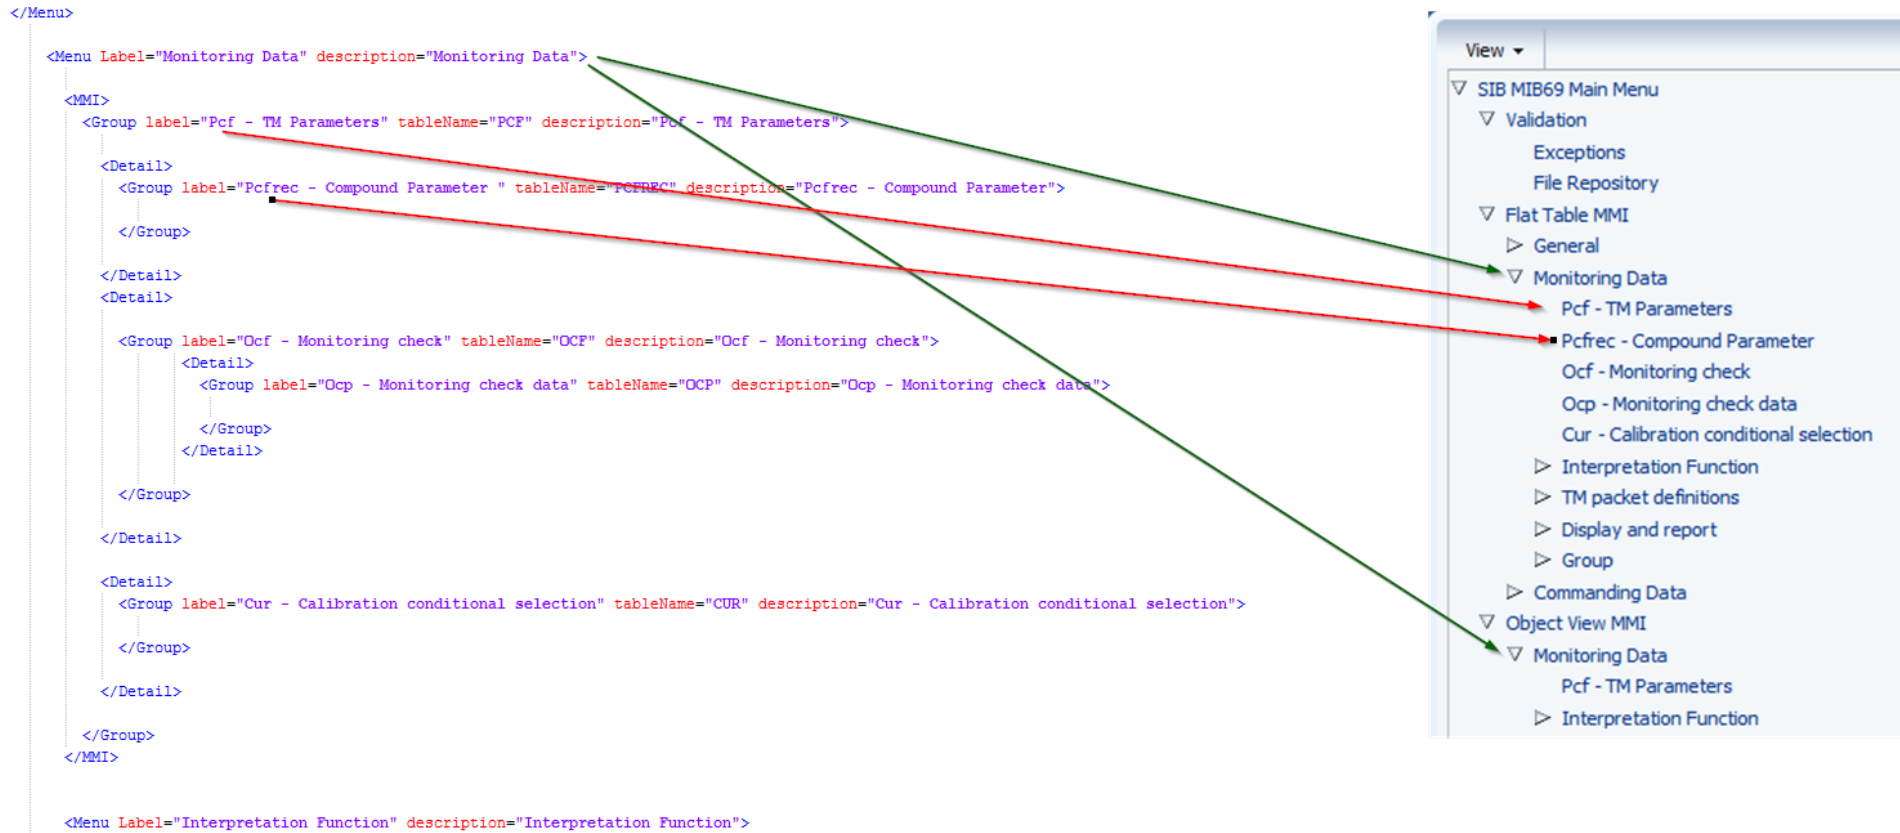 </Menu>
<Menu Label="Monitoring Data" description="Monitoring Data">
<MMI>
<Group label="Pcf - TM Parameters" tableName="PCF" description="Pcf - TM Parameters">
<Detail>
<Group label="Pcfrec - Compound Parameter " tableName="PCFREC" description="Pcfrec - Compound Parameter">
</Group>
</Detail>
<Detail>
<Group label="Ocf - Monitoring check" tableName="OCF" description="Ocf - Monitoring check">
<Detail>
<Group label="Ocp - Monitoring check data" tableName="OCP" description="Ocp - Monitoring check data">
</Group>
</Detail>
</Group>
</Detail>
<Detail>
<Group label="Cur - Calibration conditional selection" tableName="CUR" description="Cur - Calibration conditional selection">
</Group>
</Detail>
</Group>
</MMI>
<Menu Label="Interpretation Function" description="Interpretation Function">
View
SIB MIB69 Main Menu
Validation
Exceptions
File Repository
Flat Table MMI
General
Monitoring Data
Pcf - TM Parameters
Pcfrec - Compound Parameter
Ocf - Monitoring check
Ocp - Monitoring check data
Cur - Calibration conditional selection
Interpretation Function
TM packet definitions
Display and report
Group
Commanding Data
Object View MMI
Monitoring Data
Pcf - TM Parameters
Interpretation Function